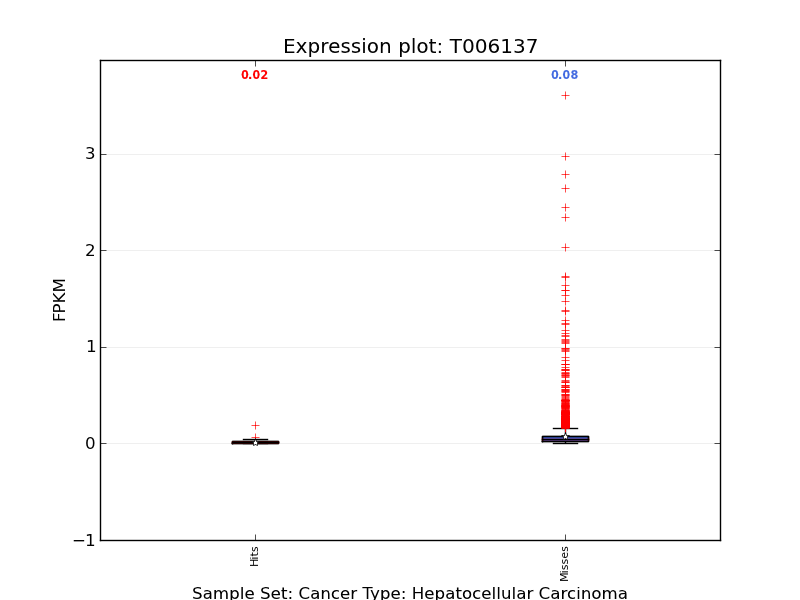 Expression plot: T006137
0.02
0.08
3
2
1
0
−1
FPKM
Hits
Misses
Sample Set: Cancer Type: Hepatocellular Carcinoma